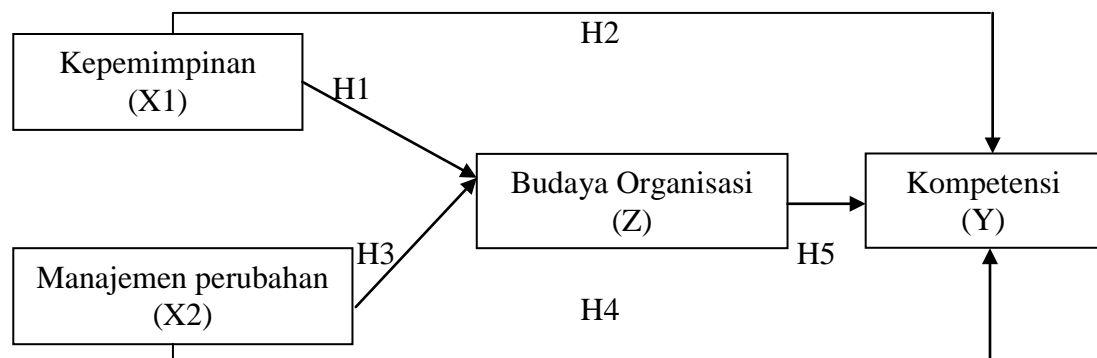 H2
Kepemimpinan
(X1)
H1
Budaya Organisasi
(Z)
Kompetensi
(Y)
H3
H5
Manajemen perubahan
(X2)
H4